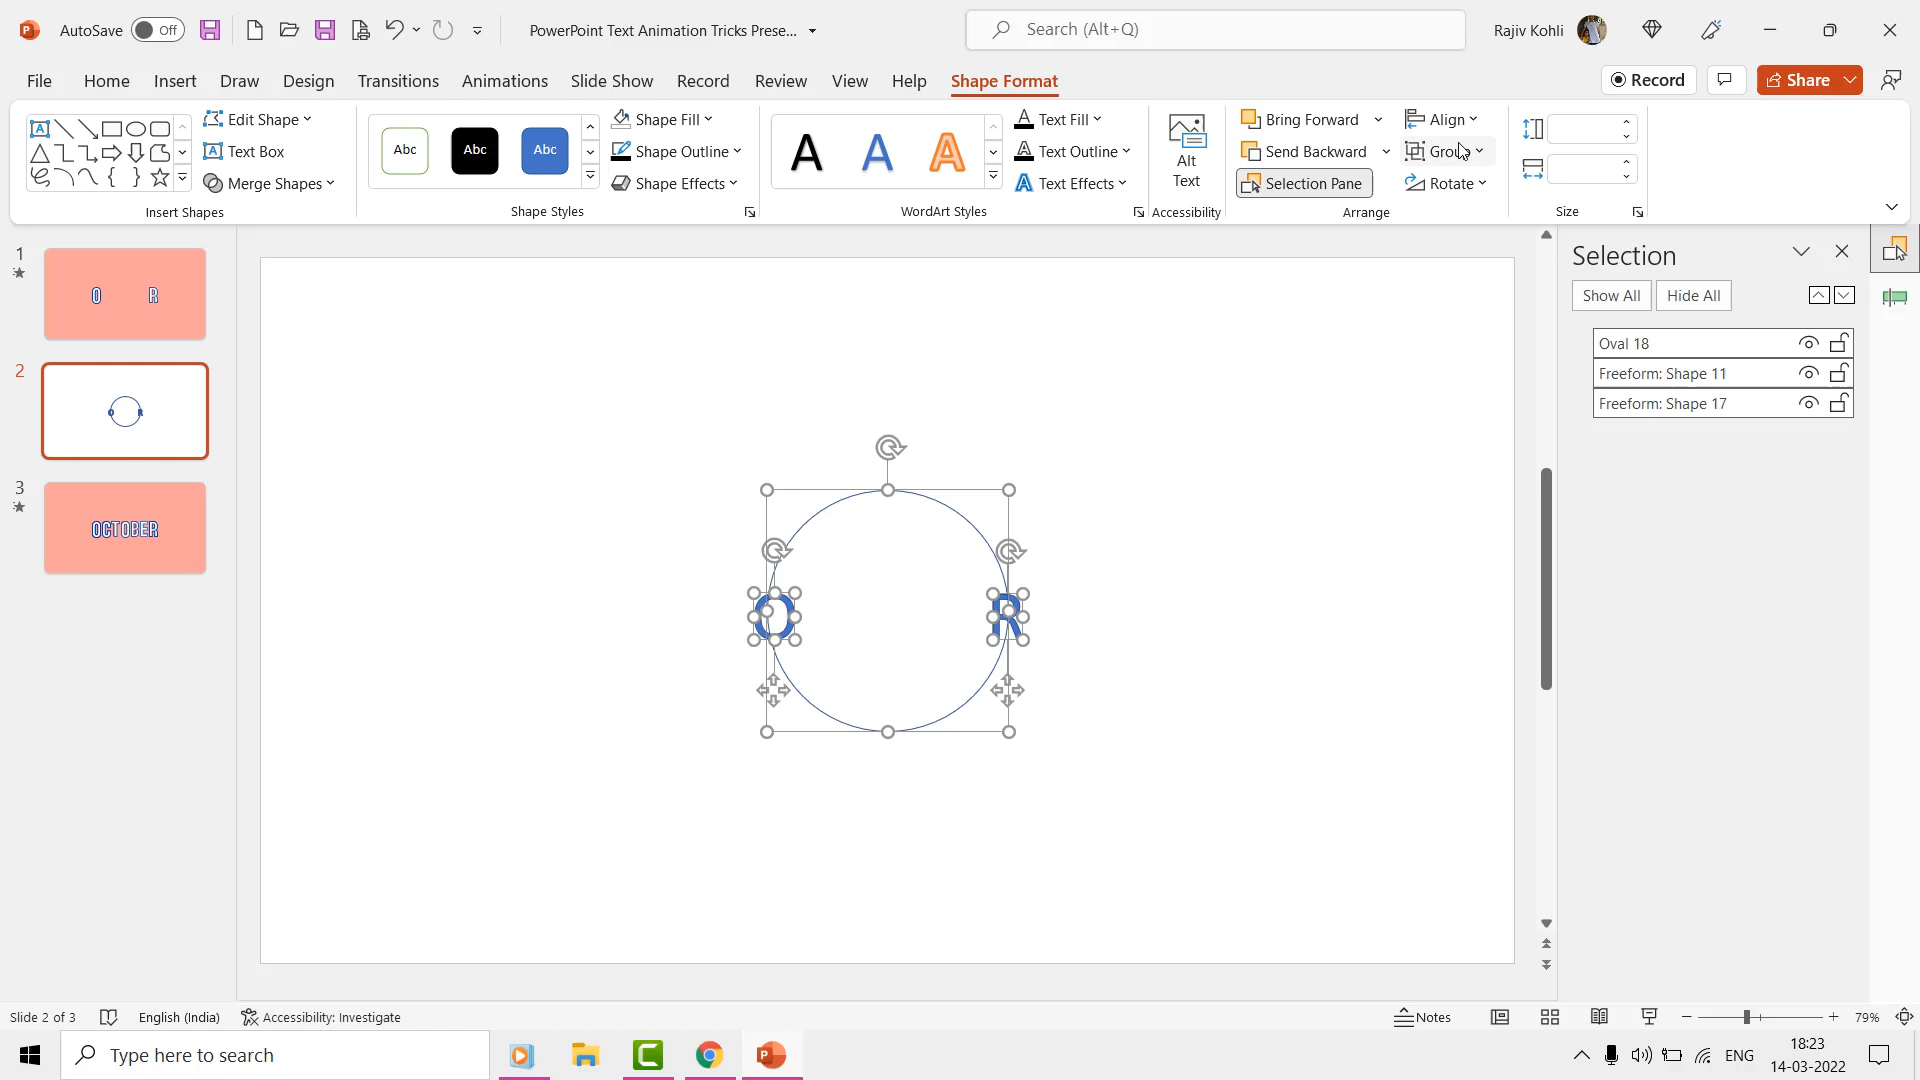 AutoSave Off
PowerPoint Text Animation Tricks Prese...
Search (Alt+Q)
Rajiv Kohli
File Home Insert Draw Design Transitions Animations Slide Show Record Review View Help Shape Format
Record
Share
Edit Shape
Text Box
Merge Shapes
Insert Shapes
Abc Abc Abc
Shape Fill
Shape Outline
Shape Effects
Shape Styles
A A A
Text Fill
Text Outline
Text Effects
WordArt Styles
Alt
Text
Accessibility
Bring Forward
Send Backward
Selection Pane
Align
Group
Rotate
Arrange
Size
1
O R
2
O R
3
OCTOBER
O R
Selection
Show All Hide All
Oval 18
Freeform: Shape 11
Freeform: Shape 17
Slide 2 of 3 English (India) Accessibility: Investigate Notes 79%
Type here to search
ENG
18:23
14-03-2022